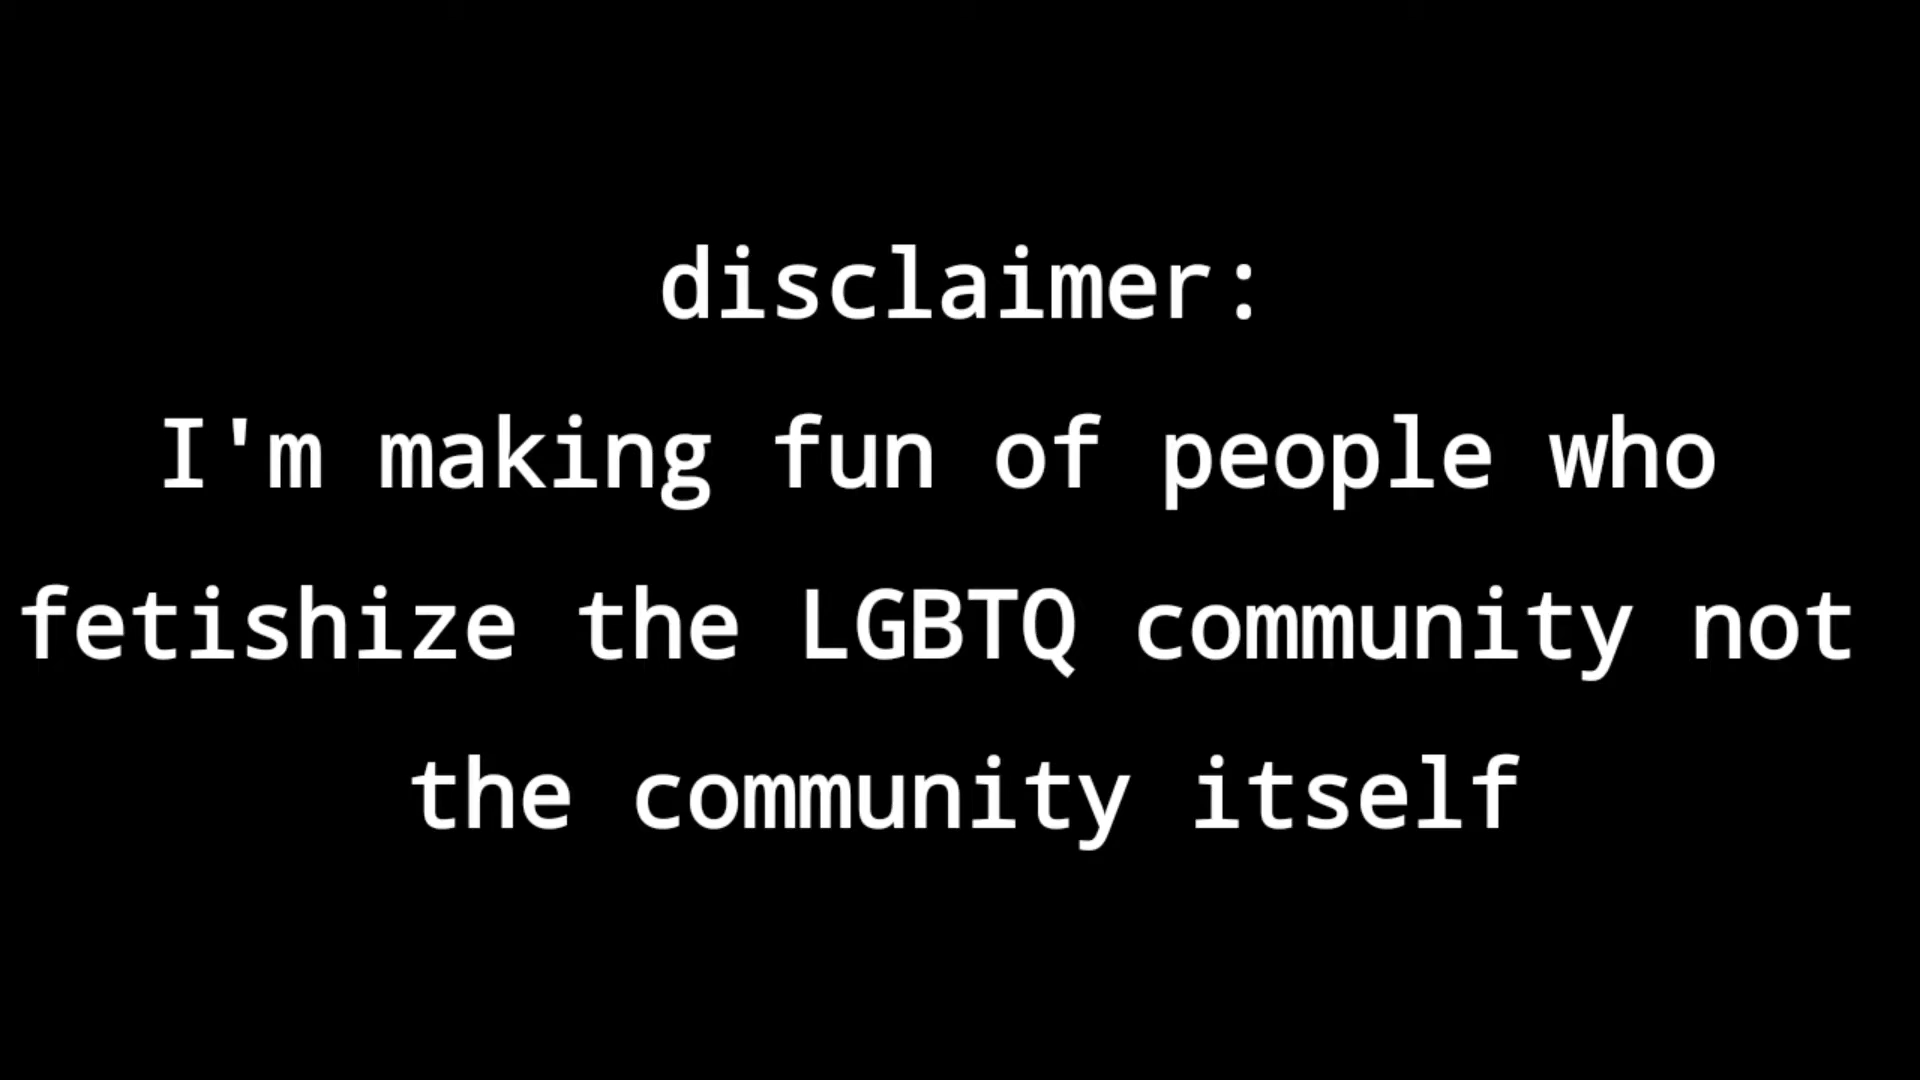 disclaimer:
I'm making fun of people who
fetishize the LGBTQ community not
the community itself